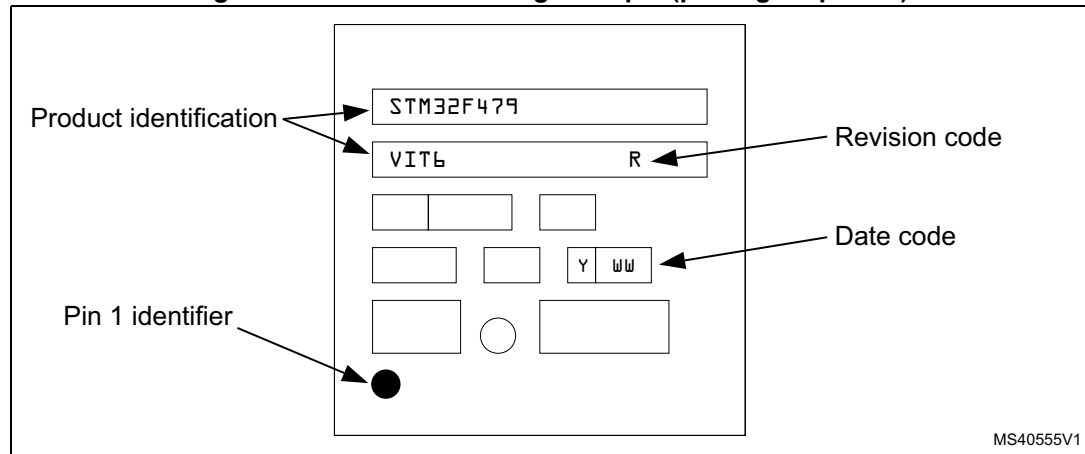 STM32F479
Product identification
VIT6 R
Revision code
Y WW
Date code
Pin 1 identifier
MS40555V1